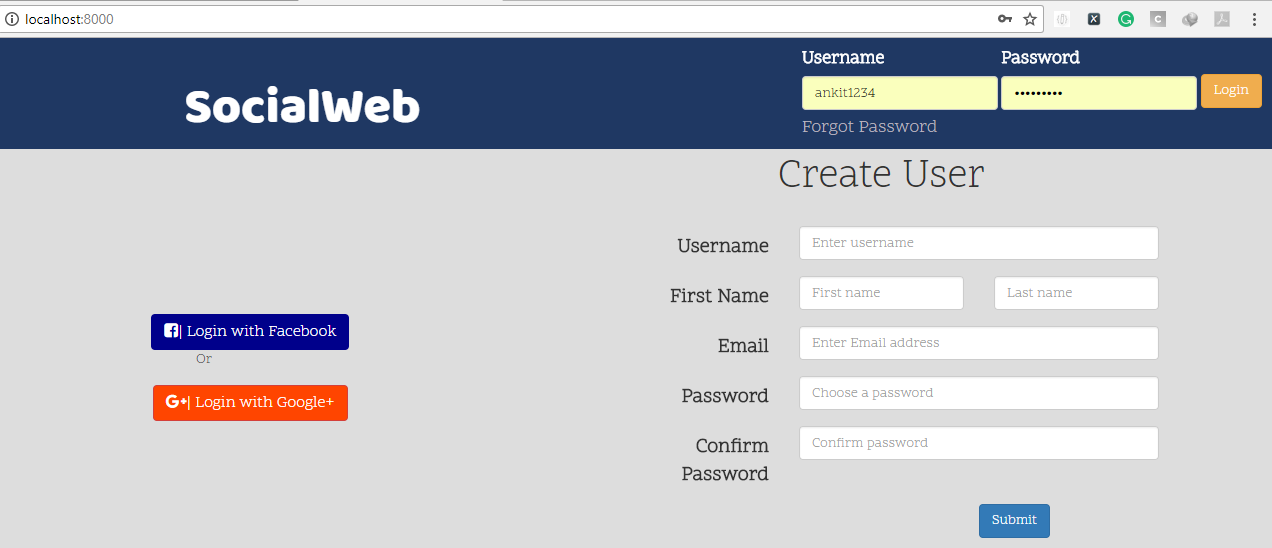 localhost:8000
Username Password
ankit1234 ••••••••• Login
SocialWeb
Forgot Password
Create User
Username Enter username
First Name First name Last name
f| Login with Facebook
Email Enter Email address
Or
Password Choose a password
G+| Login with Google+
Confirm Password Confirm password
Submit